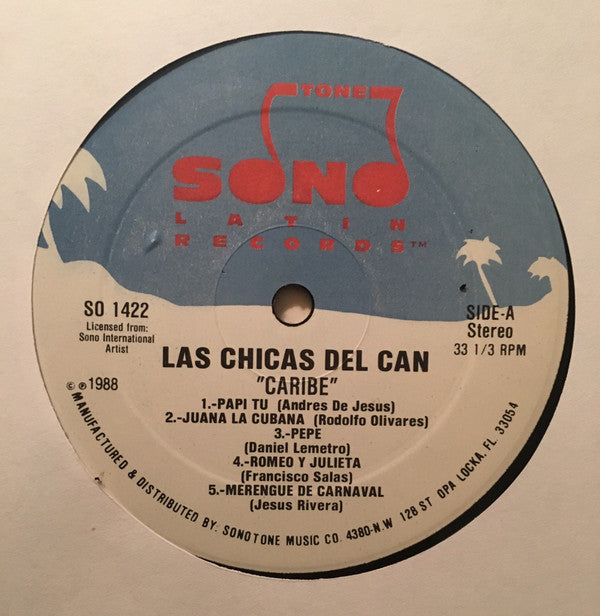 TONE
SONO
LATIN
RECORDS™
SO 1422
Licensed from:
Sono International
Artist
SIDE-A
Stereo
33 1/3 RPM
LAS CHICAS DEL CAN
"CARIBE"
©℗1988
1.-PAPI TU (Andres De Jesus)
2.-JUANA LA CUBANA (Rodolfo Olivares)
3.-PEPE
(Daniel Lemetro)
4.-ROMEO Y JULIETA
(Francisco Salas)
5.-MERENGUE DE CARNAVAL
(Jesus Rivera)
MANUFACTURED & DISTRIBUTED BY: SONOTONE MUSIC CO. 4380-N.W 128 ST OPA LOCKA, FL 33054